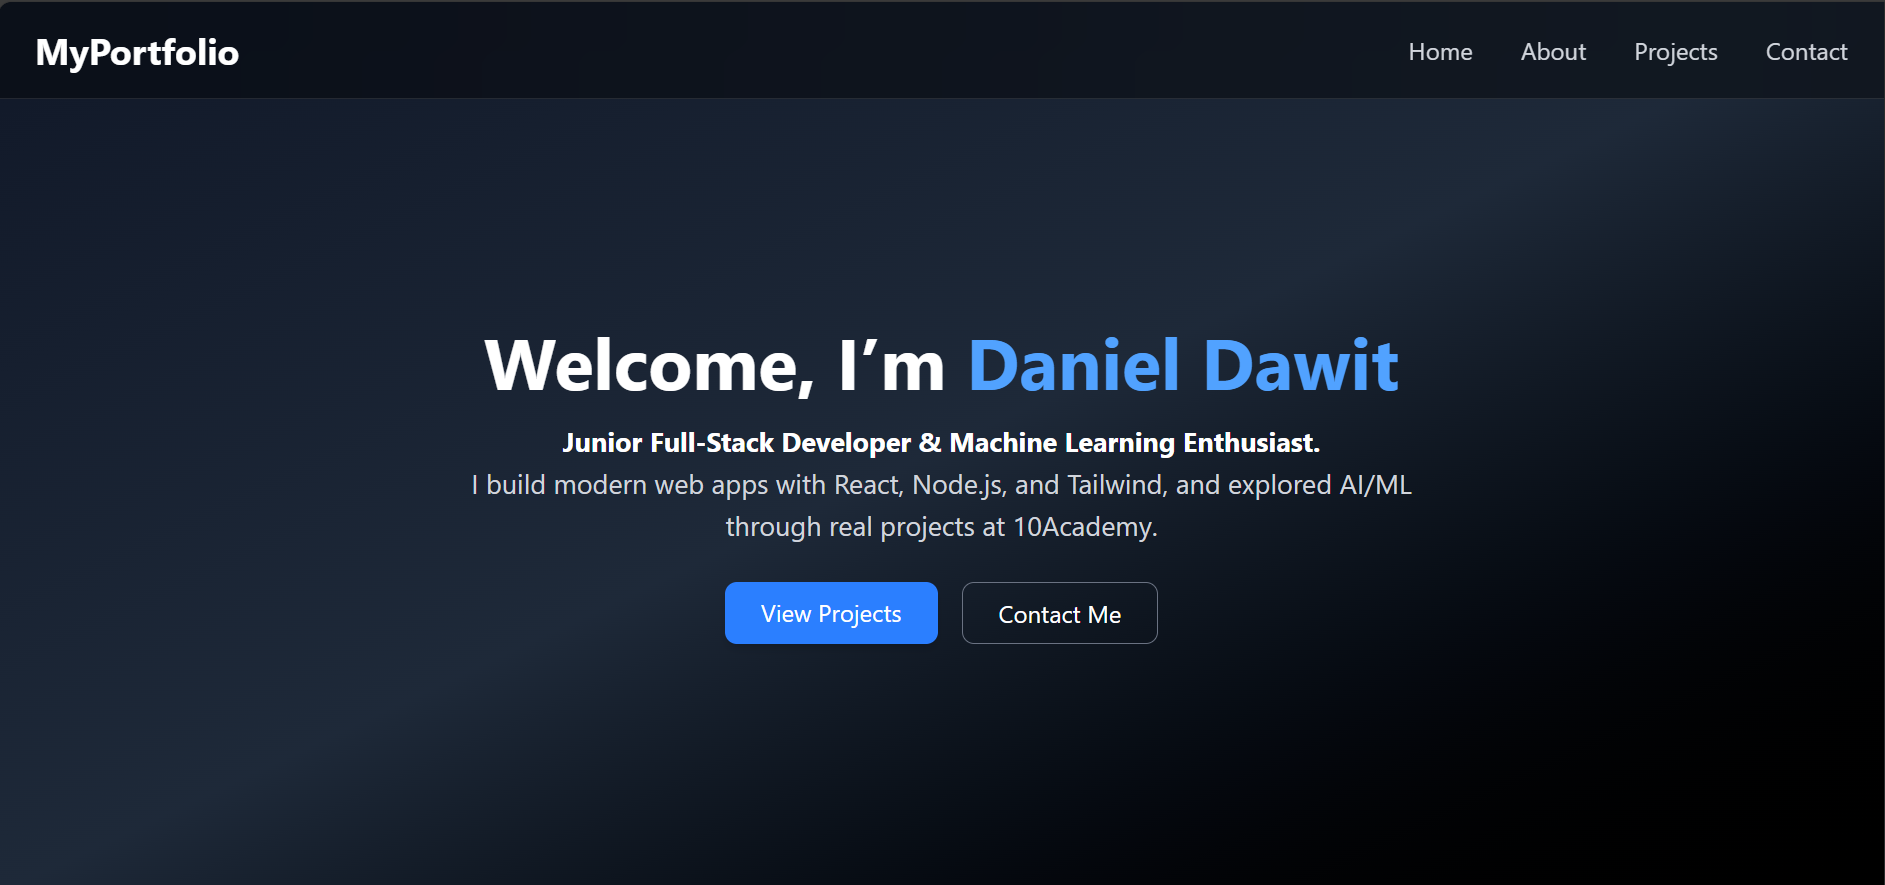 MyPortfolio
Home About Projects Contact
Welcome, I’m Daniel Dawit
Junior Full-Stack Developer & Machine Learning Enthusiast.
I build modern web apps with React, Node.js, and Tailwind, and explored AI/ML
through real projects at 10Academy.
View Projects Contact Me